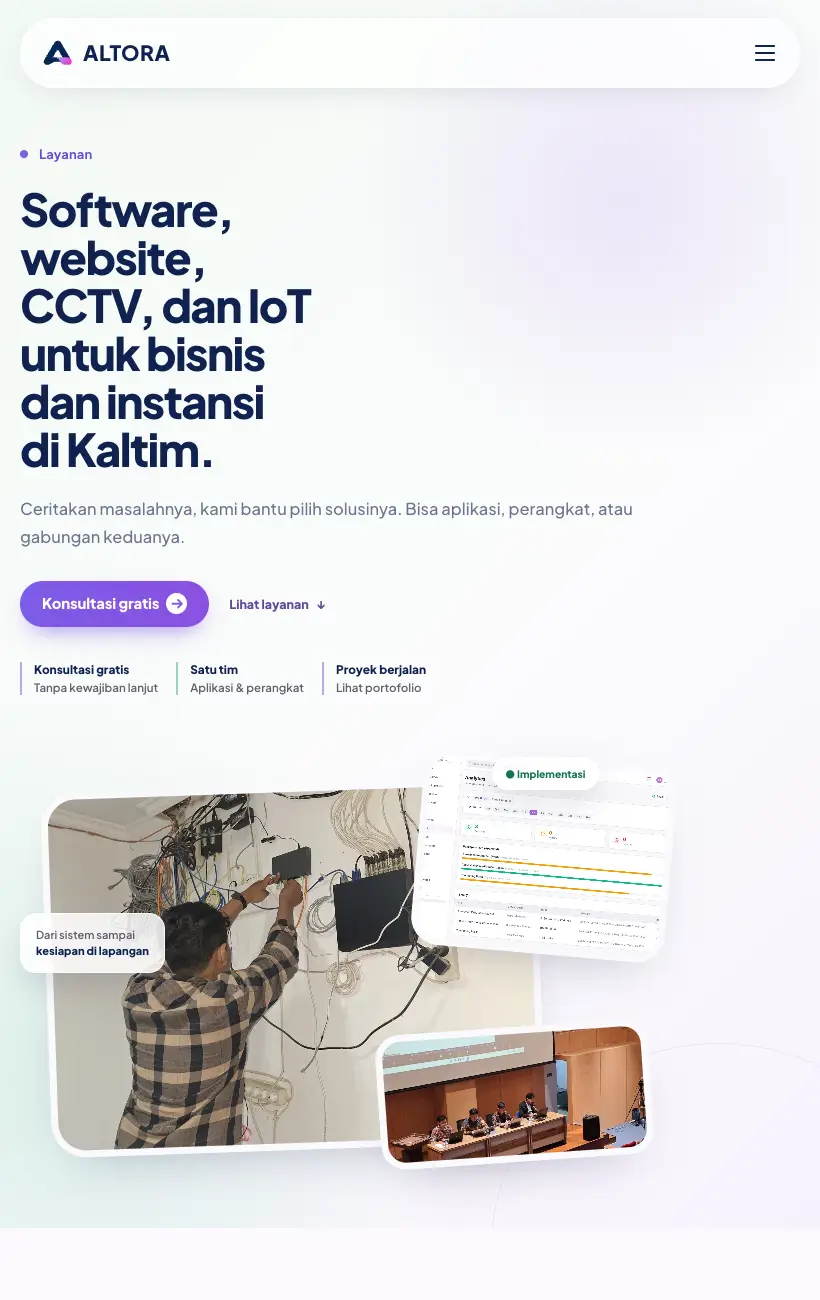 ALTORA
Layanan
Software,
website,
CCTV, dan IoT
untuk bisnis
dan instansi
di Kaltim.
Ceritakan masalahnya, kami bantu pilih solusinya. Bisa aplikasi, perangkat, atau
gabungan keduanya.
Konsultasi gratis
Lihat layanan ↓
Konsultasi gratis
Tanpa kewajiban lanjut
Satu tim
Aplikasi & perangkat
Proyek berjalan
Lihat portofolio
Implementasi
Analytics
Dari sistem sampai
kesiapan di lapangan